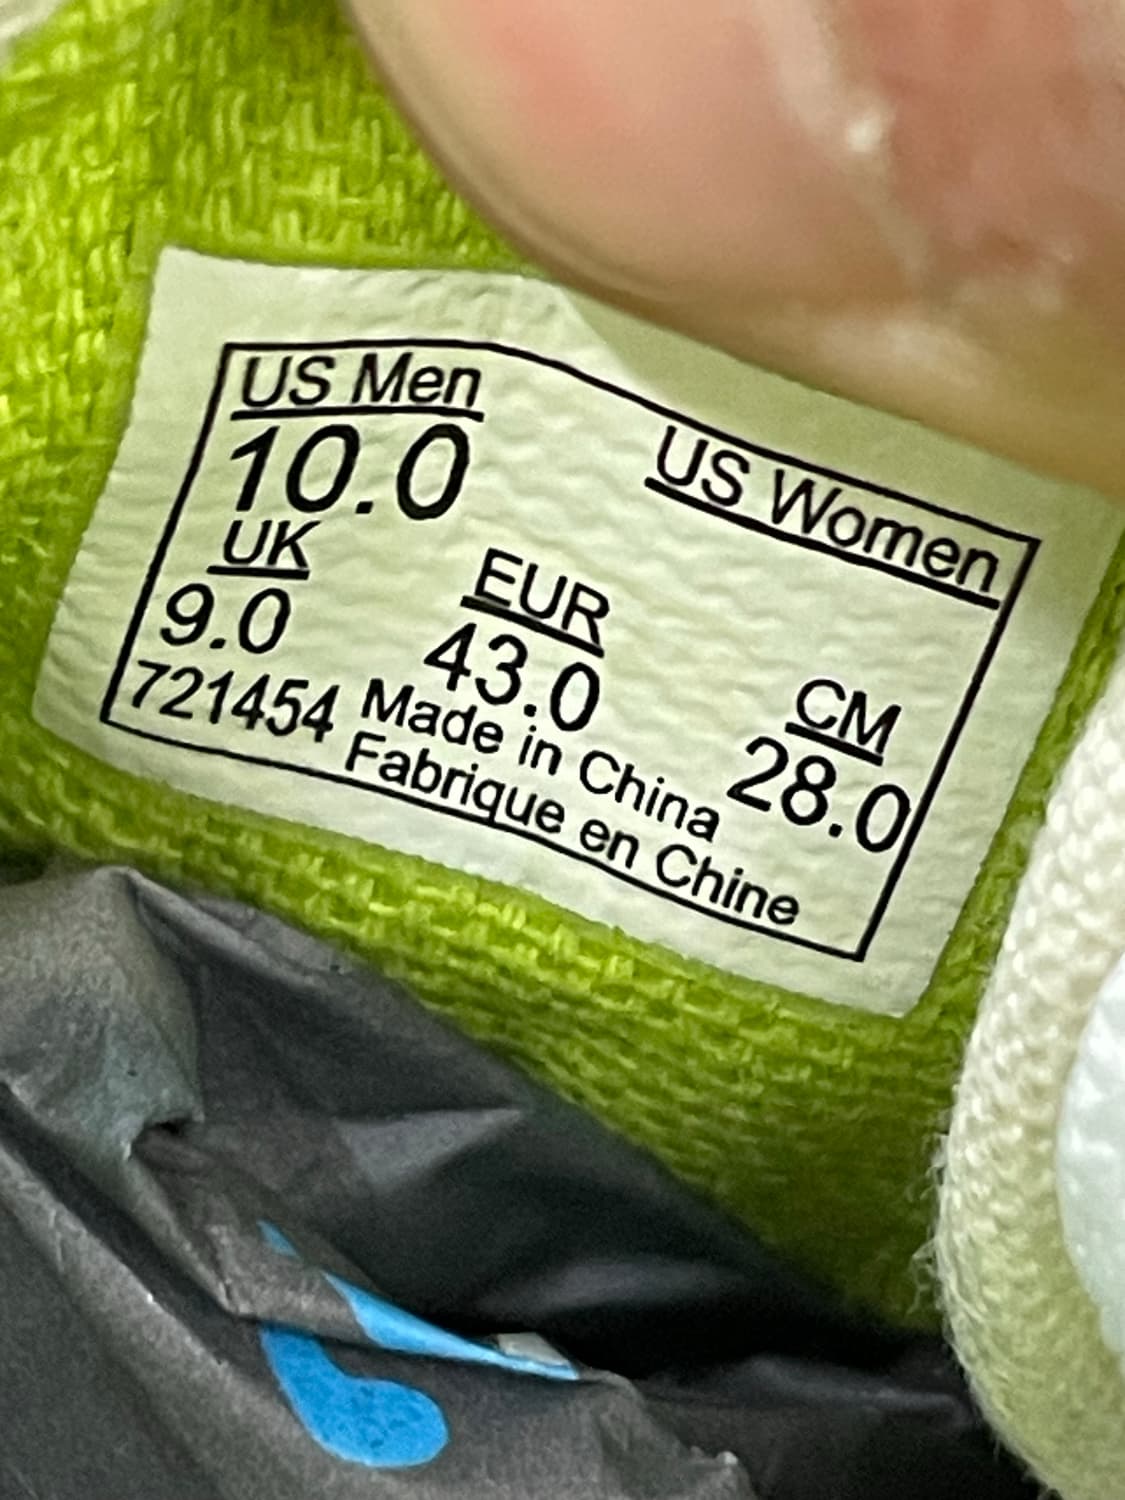 US Men
10.0
US Women
UK
9.0
EUR
43.0
CM
28.0
721454
Made in China
Fabrique en Chine